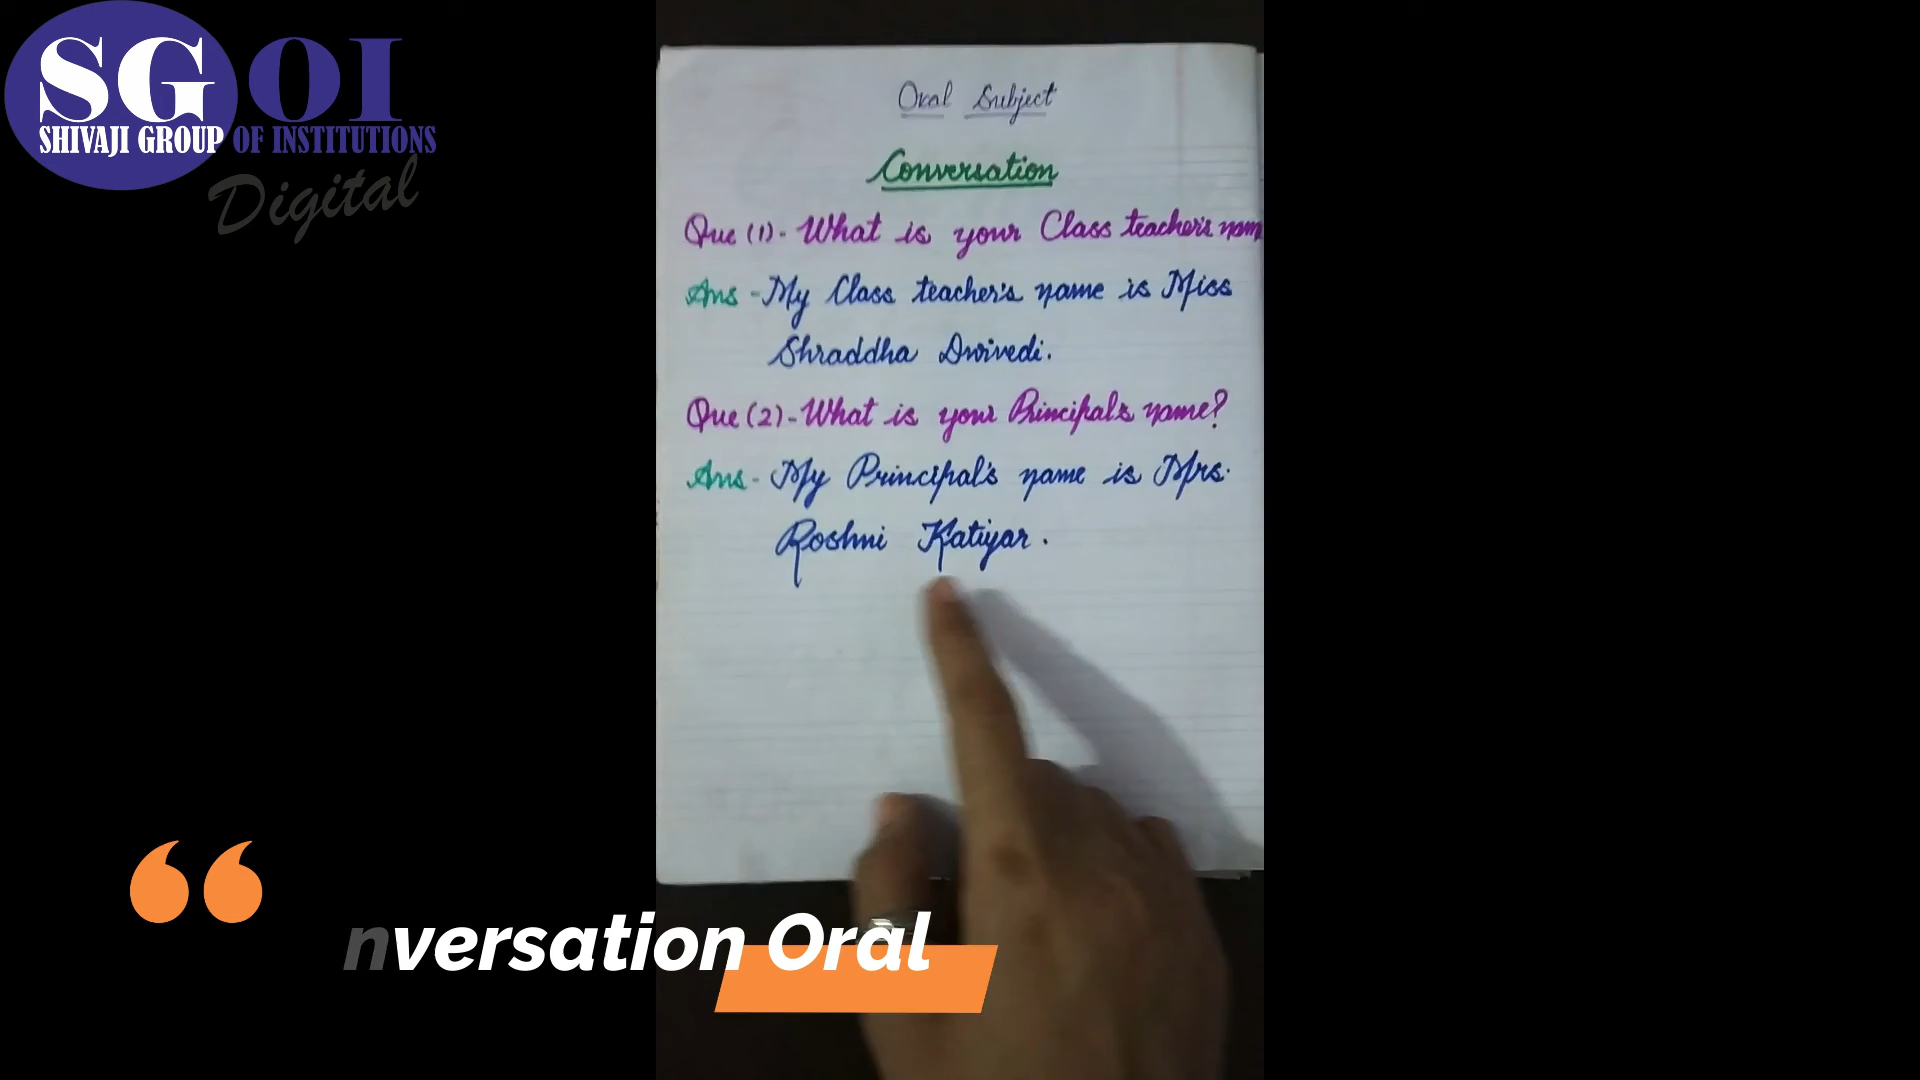 SGOI
SHIVAJI GROUP OF INSTITUTIONS
Digital
Oral Subject
Conversation
Que (1) - What is your Class teacher's nam
Ans - My Class teacher's name is Miss
Shraddha Dwivedi.
Que (2) - What is your Principal's name?
Ans - My Principal's name is Mrs.
Roshni Katiyar.
“
nversation Oral